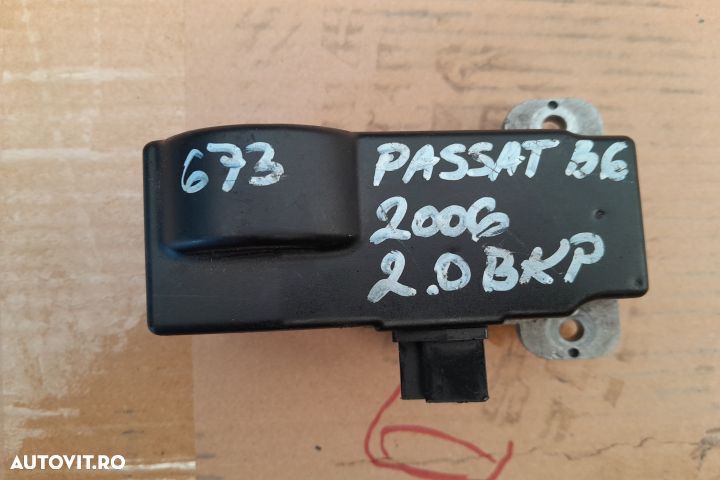 673
PASSAT B6
2006
2.0 BKP
AUTOVIT.RO